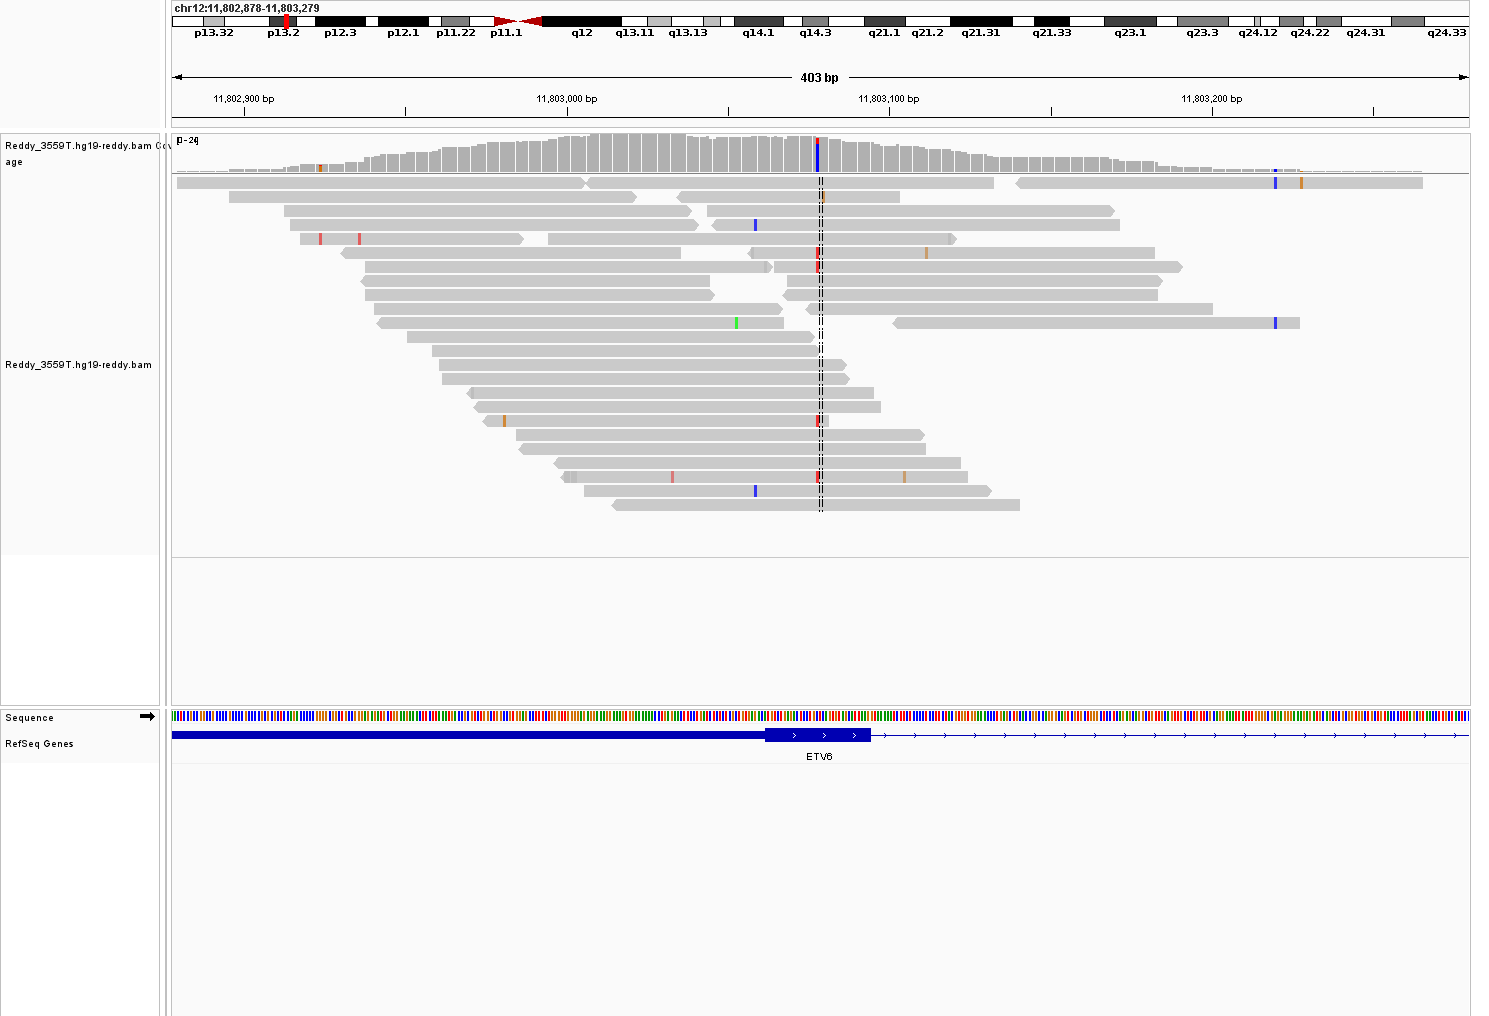 chr12:11,802,878-11,803,279
p13.32 p13.2 p12.3 p12.1 p11.22 p11.1 q12 q13.11 q13.13 q14.1 q14.3 q21.1 q21.2 q21.31 q21.33 q23.1 q23.3 q24.12 q24.22 q24.31 q24.33
403 bp
11,802,900 bp 11,803,000 bp 11,803,100 bp 11,803,200 bp
Reddy_3559T.hg19-reddy.bam Cov
age
[0-24]
Reddy_3559T.hg19-reddy.bam
Sequence
RefSeq Genes
ETV6